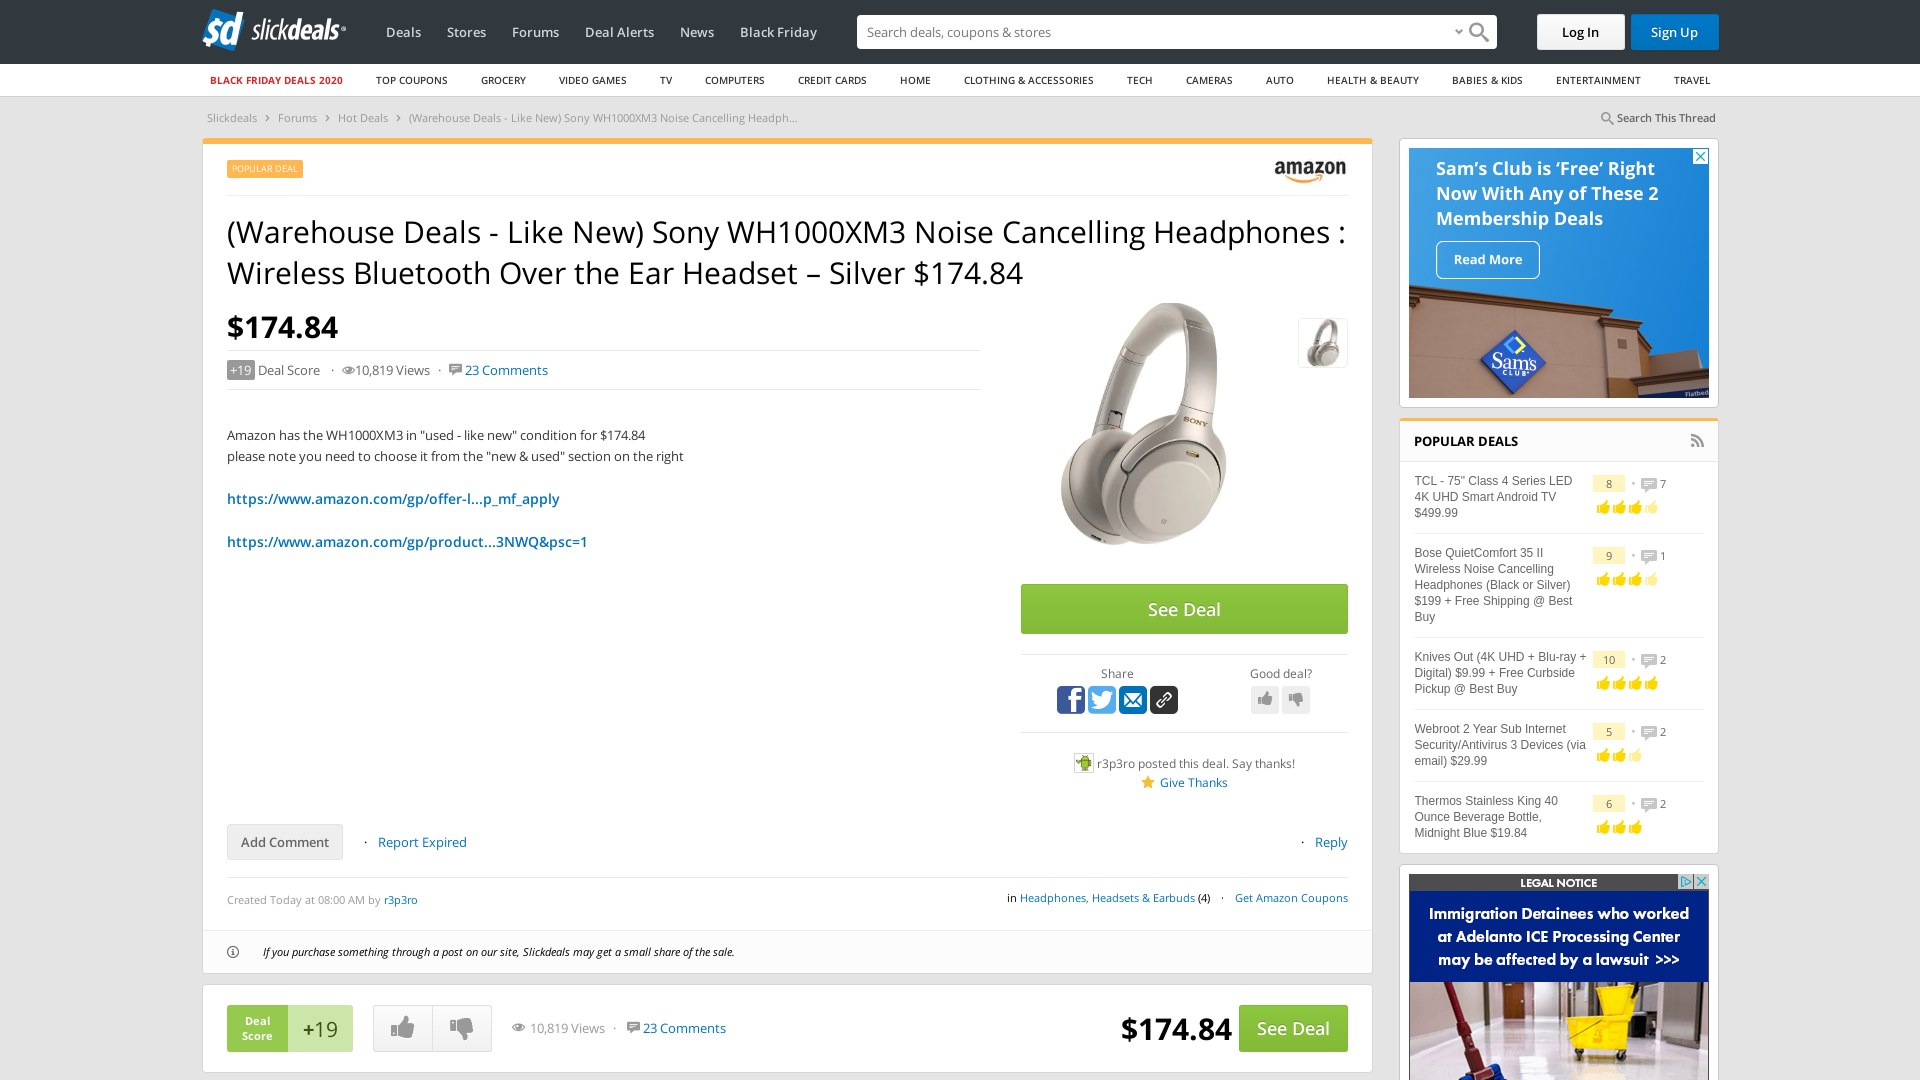 sd slickdeals
Deals Stores Forums Deal Alerts News Black Friday Search deals, coupons & stores Log In Sign Up
BLACK FRIDAY DEALS 2020 TOP COUPONS GROCERY VIDEO GAMES TV COMPUTERS CREDIT CARDS HOME CLOTHING & ACCESSORIES TECH CAMERAS AUTO HEALTH & BEAUTY BABIES & KIDS ENTERTAINMENT TRAVEL
Slickdeals › Forums › Hot Deals › (Warehouse Deals - Like New) Sony WH1000XM3 Noise Cancelling Headph...
Search This Thread
POPULAR DEAL
amazon
(Warehouse Deals - Like New) Sony WH1000XM3 Noise Cancelling Headphones :
Wireless Bluetooth Over the Ear Headset – Silver $174.84
$174.84
+19 Deal Score · 10,819 Views · 23 Comments
SONY
Amazon has the WH1000XM3 in "used - like new" condition for $174.84
please note you need to choose it from the "new & used" section on the right
https://www.amazon.com/gp/offer-l...p_mf_apply
https://www.amazon.com/gp/product...3NWQ&psc=1
See Deal
Share
Good deal?
r3p3ro posted this deal. Say thanks!
Give Thanks
Add Comment · Report Expired
· Reply
Created Today at 08:00 AM by r3p3ro
in Headphones, Headsets & Earbuds (4) · Get Amazon Coupons
If you purchase something through a post on our site, Slickdeals may get a small share of the sale.
Deal
Score
+19
10,819 Views · 23 Comments
$174.84
See Deal
Sam's Club is ‘Free’ Right
Now With Any of These 2
Membership Deals
Read More
Sam's
CLUB
Flatbed
POPULAR DEALS
TCL - 75" Class 4 Series LED
4K UHD Smart Android TV
$499.99
8 • 7
Bose QuietComfort 35 II
Wireless Noise Cancelling
Headphones (Black or Silver)
$199 + Free Shipping @ Best
Buy
9 • 1
Knives Out (4K UHD + Blu-ray +
Digital) $9.99 + Free Curbside
Pickup @ Best Buy
10 • 2
Webroot 2 Year Sub Internet
Security/Antivirus 3 Devices (via
email) $29.99
5 • 2
Thermos Stainless King 40
Ounce Beverage Bottle,
Midnight Blue $19.84
6 • 2
LEGAL NOTICE
Immigration Detainees who worked
at Adelanto ICE Processing Center
may be affected by a lawsuit >>>